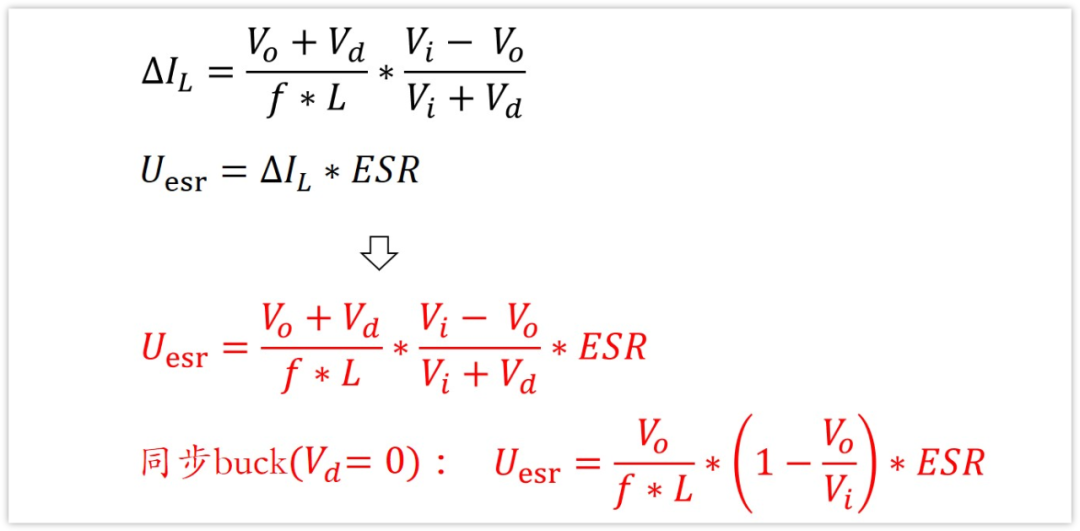 ΔI_L = (V_o + V_d)/(f * L) * (V_i − V_o)/(V_i + V_d)
U_esr = ΔI_L * ESR
U_esr = (V_o + V_d)/(f * L) * (V_i − V_o)/(V_i + V_d) * ESR
同步buck(V_d = 0)： U_esr = V_o/(f * L) * (1 − V_o/V_i) * ESR